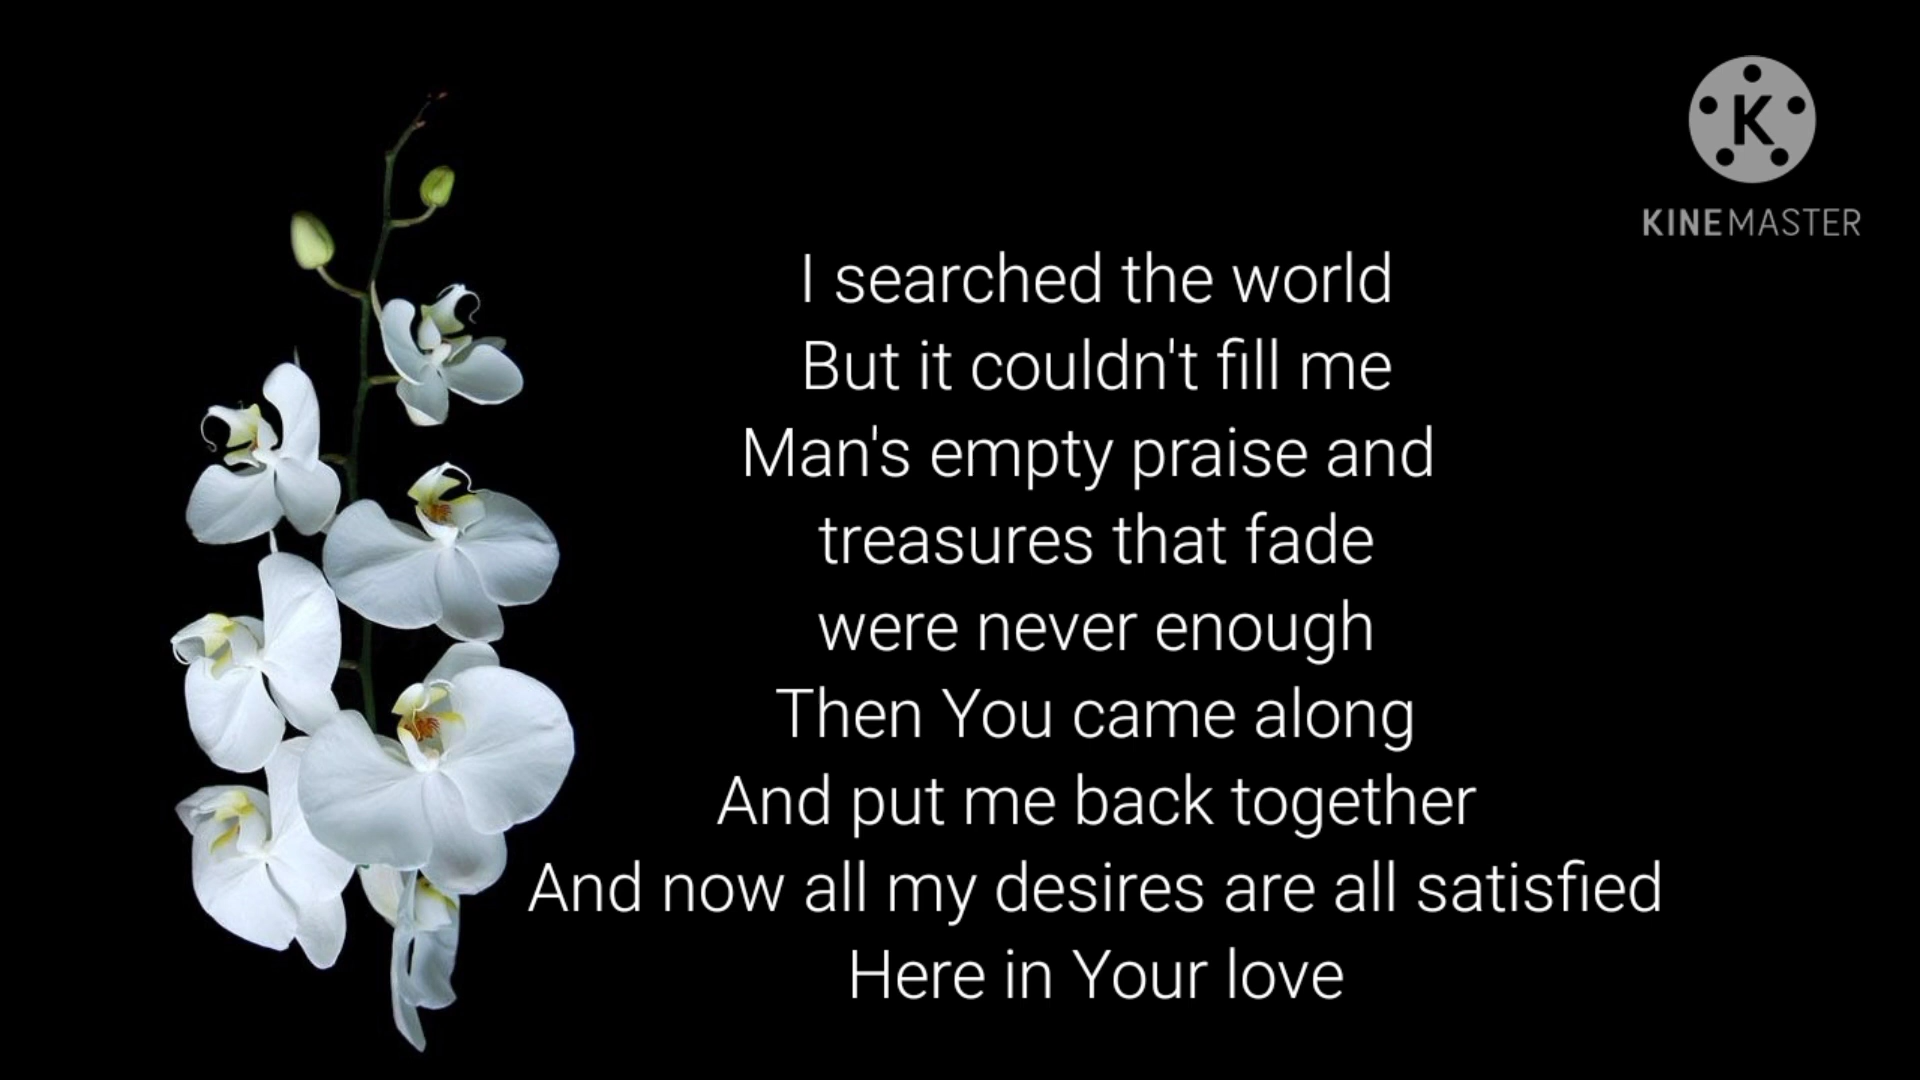 K
KINEMASTER
I searched the world
But it couldn't fill me
Man's empty praise and
treasures that fade
were never enough
Then You came along
And put me back together
And now all my desires are all satisfied
Here in Your love